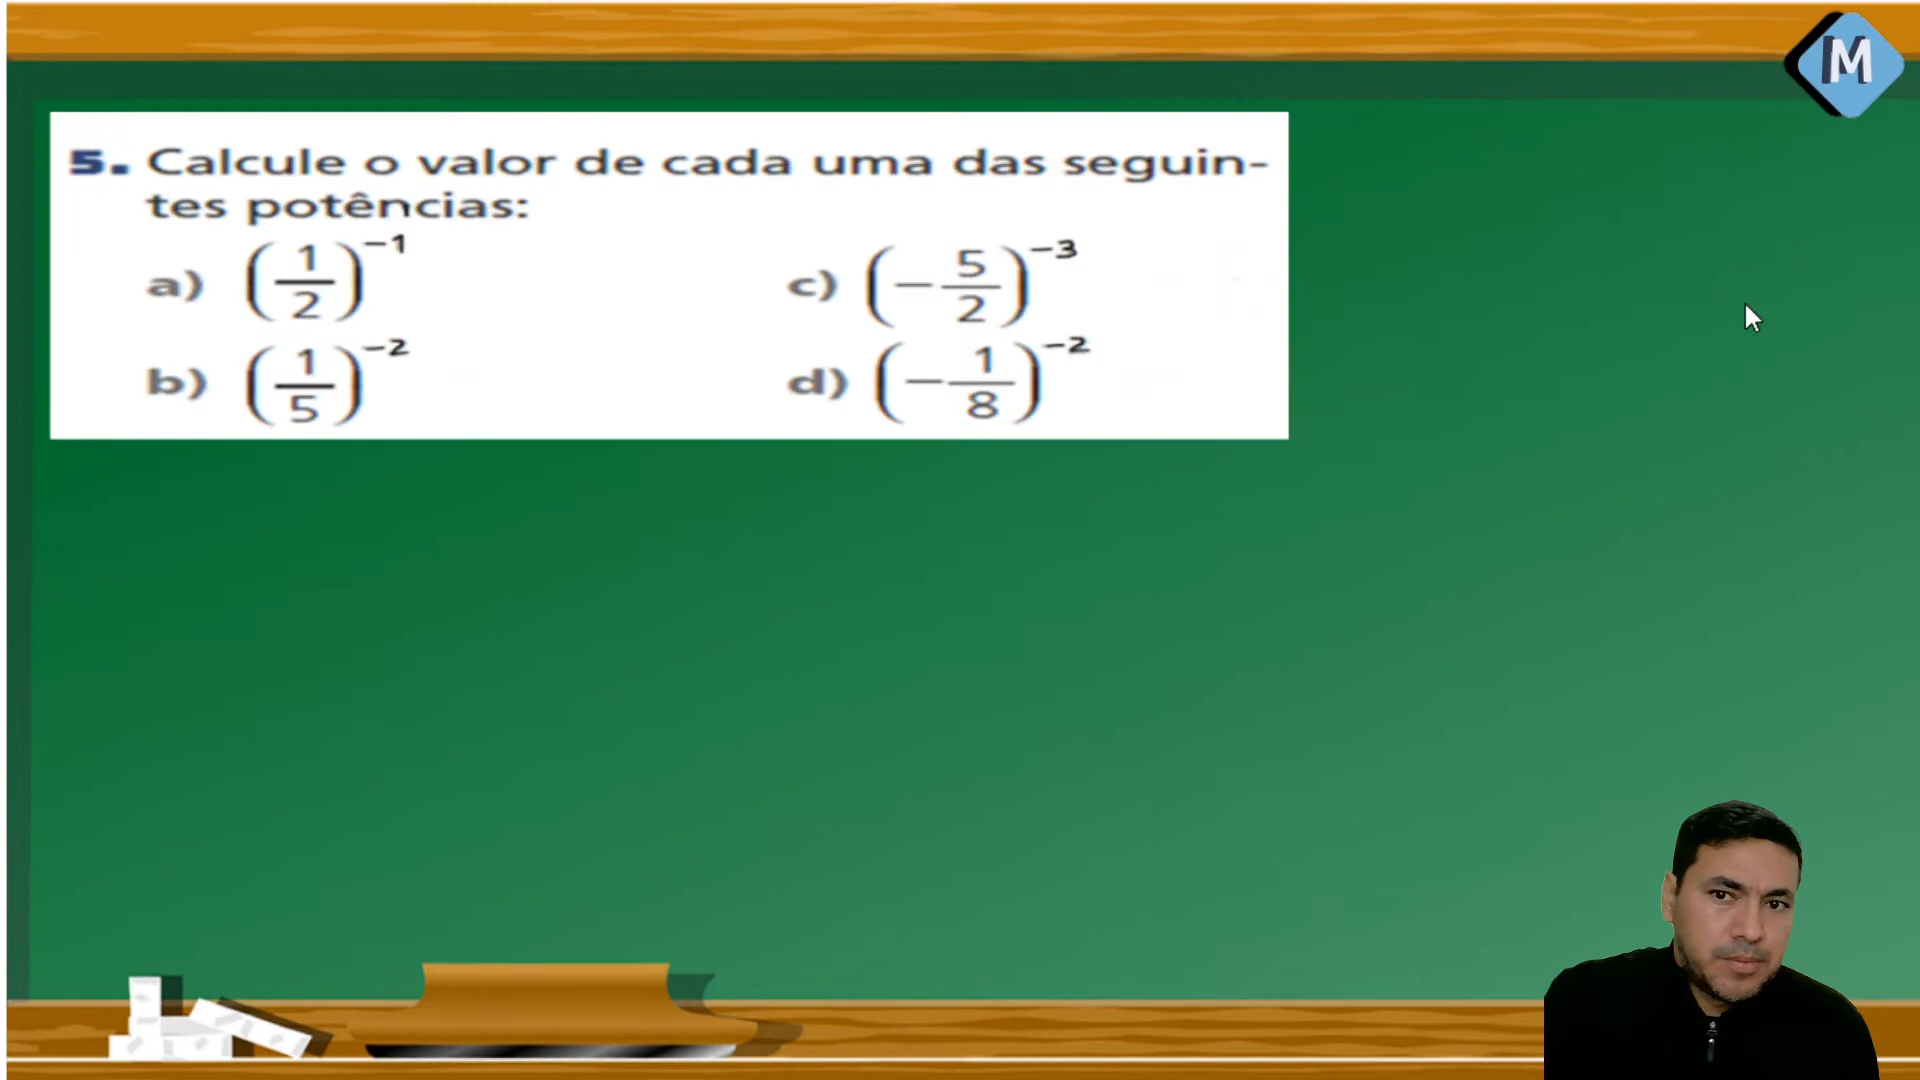 M
5. Calcule o valor de cada uma das seguin-
tes potências:
a) (1/2)⁻¹
c) (-5/2)⁻³
b) (1/5)⁻²
d) (-1/8)⁻²